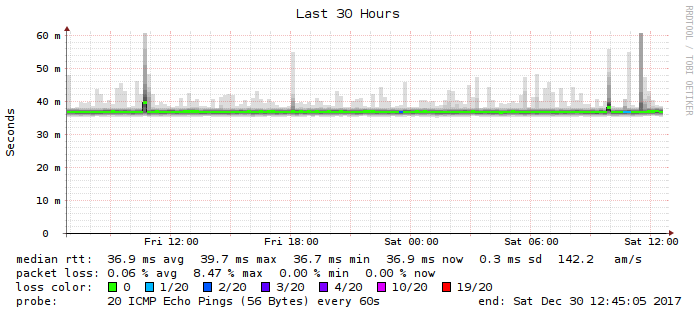 Last 30 Hours
RRDTOOL / TOBI OETIKER
Seconds
60 m
50 m
40 m
30 m
20 m
10 m
0
Fri 12:00 Fri 18:00 Sat 00:00 Sat 06:00 Sat 12:00
median rtt: 36.9 ms avg 39.7 ms max 36.7 ms min 36.9 ms now 0.3 ms sd 142.2 am/s
packet loss: 0.06 % avg 8.47 % max 0.00 % min 0.00 % now
loss color: 0 1/20 2/20 3/20 4/20 10/20 19/20
probe: 20 ICMP Echo Pings (56 Bytes) every 60s end: Sat Dec 30 12:45:05 2017